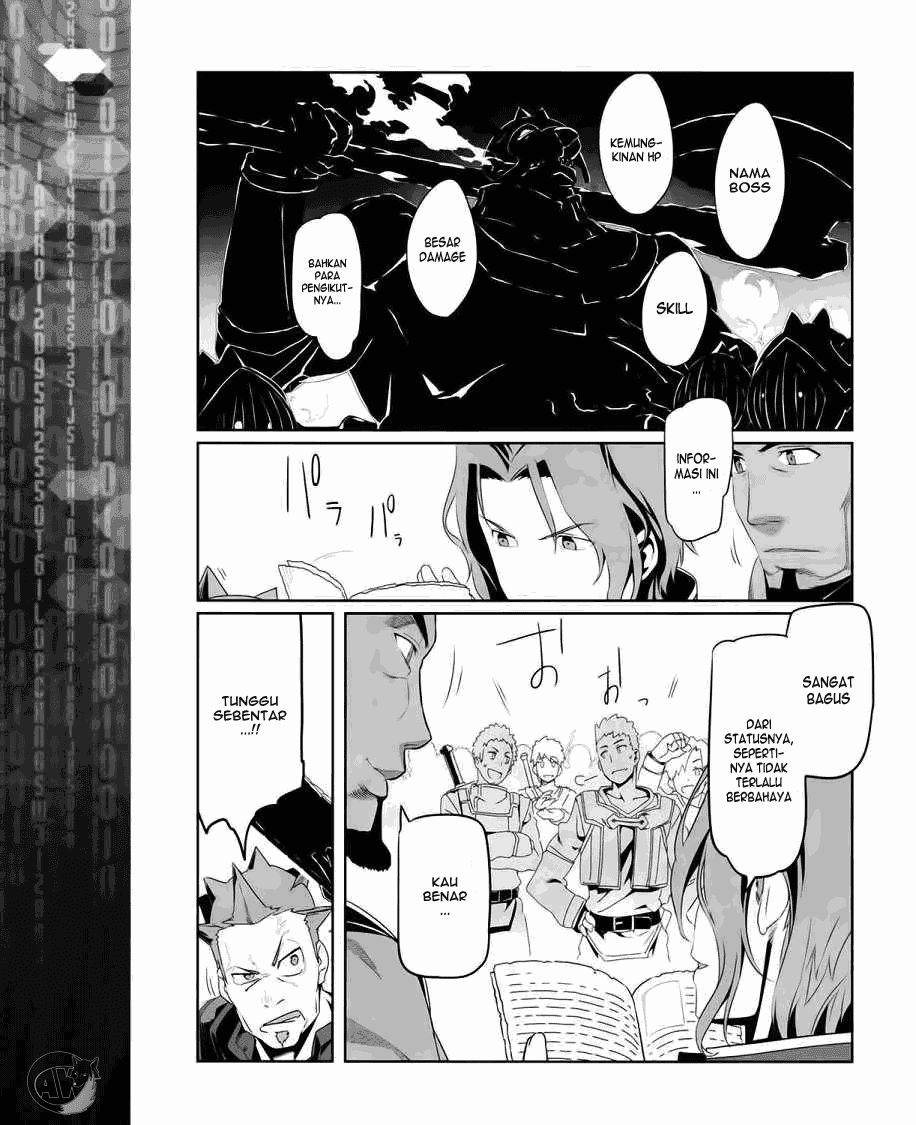 NAMA
BOSS
KEMUNG-
KINAN HP
SKILL
BESAR
DAMAGE
BAHKAN
PARA
PENGIKUT-
NYA...
INFOR-
MASI INI
...
パラ
パラ
SANGAT
BAGUS
DARI
STATUSNYA,
SEPERTI-
NYA TIDAK
TERLALU
BERBAHAYA
おおっ
KAU
BENAR
...
TUNGGU
SEBENTAR
...!!
AW